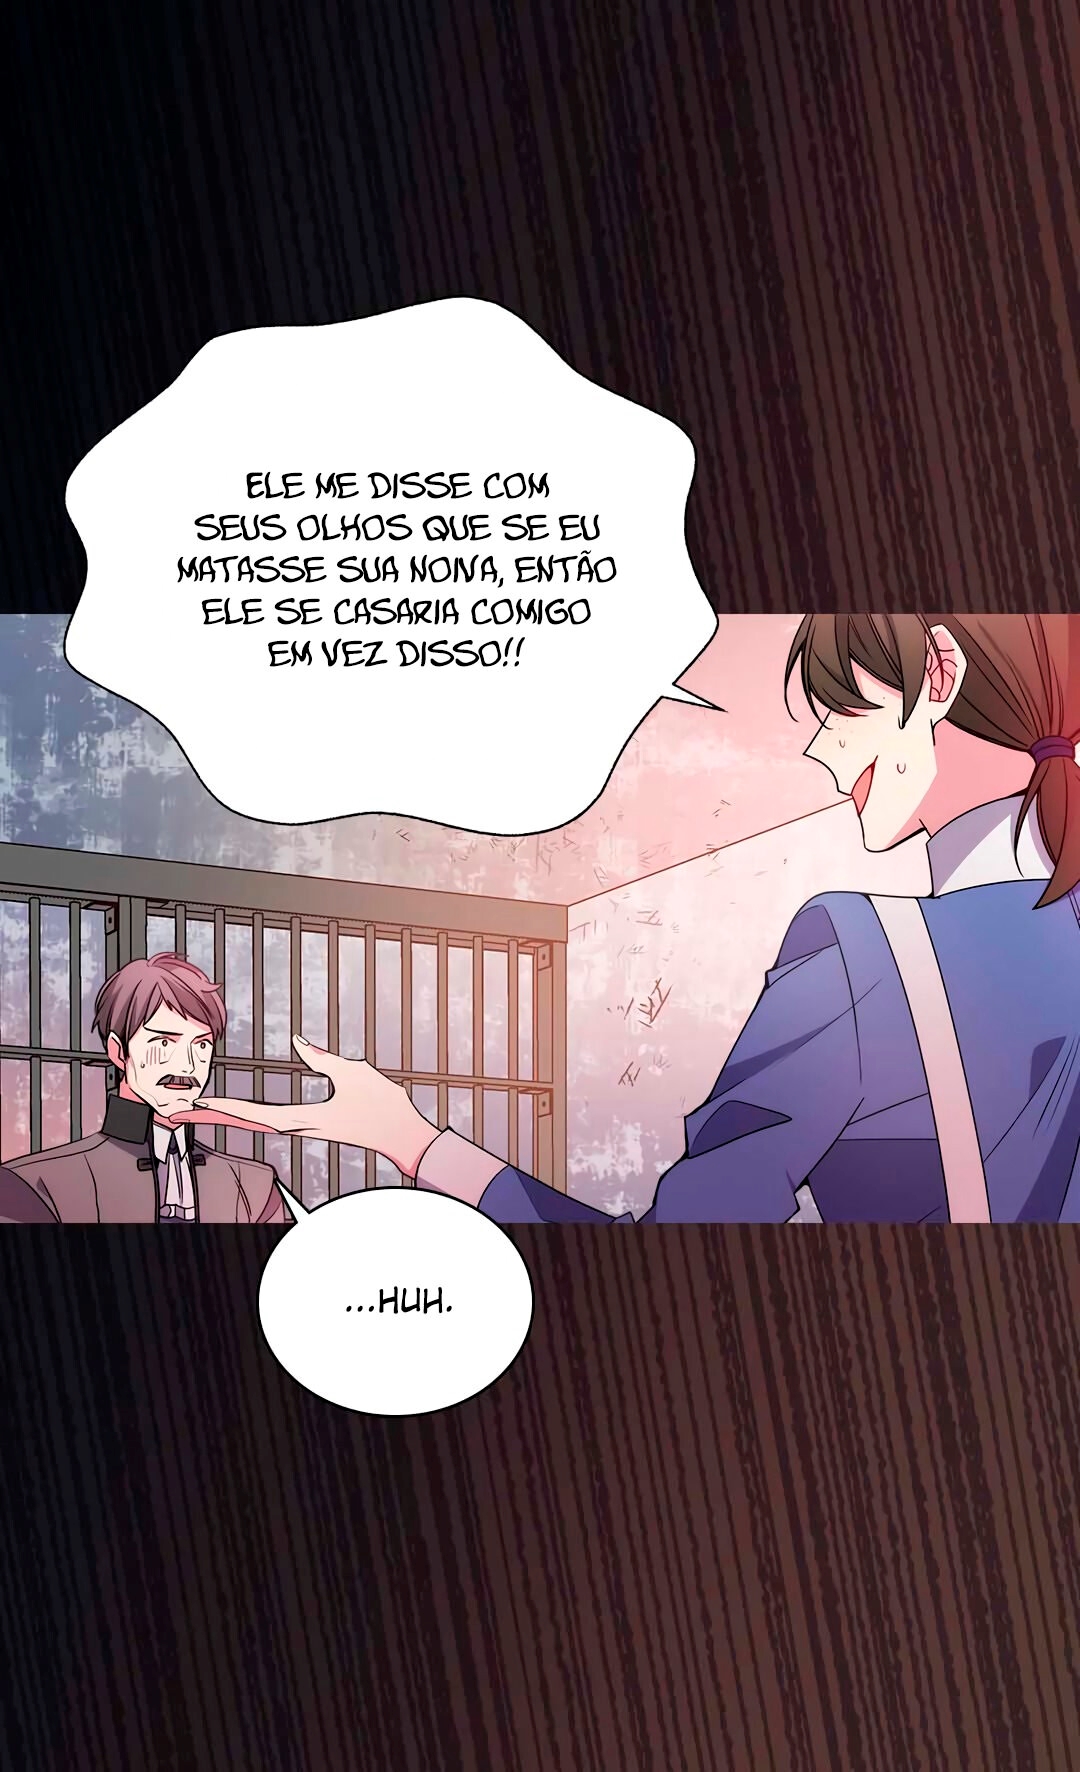 ELE ME DISSE COM
SEUS OLHOS QUE SE EU
MATASSE SUA NOIVA, ENTÃO
ELE SE CASARIA COMIGO
EM VEZ DISSO!!
...HUH.